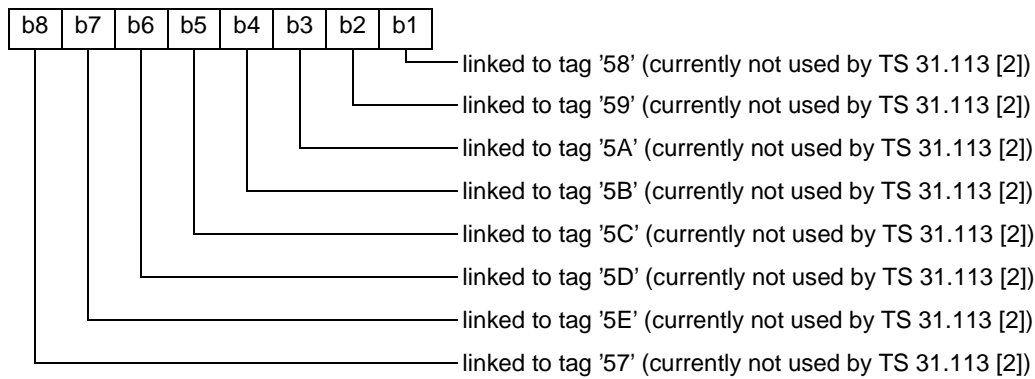 b8 b7 b6 b5 b4 b3 b2 b1
linked to tag '58’ (currently not used by TS 31.113 [2])
linked to tag '59’ (currently not used by TS 31.113 [2])
linked to tag '5A’ (currently not used by TS 31.113 [2])
linked to tag '5B’ (currently not used by TS 31.113 [2])
linked to tag '5C’ (currently not used by TS 31.113 [2])
linked to tag '5D’ (currently not used by TS 31.113 [2])
linked to tag '5E’ (currently not used by TS 31.113 [2])
linked to tag '57’ (currently not used by TS 31.113 [2])